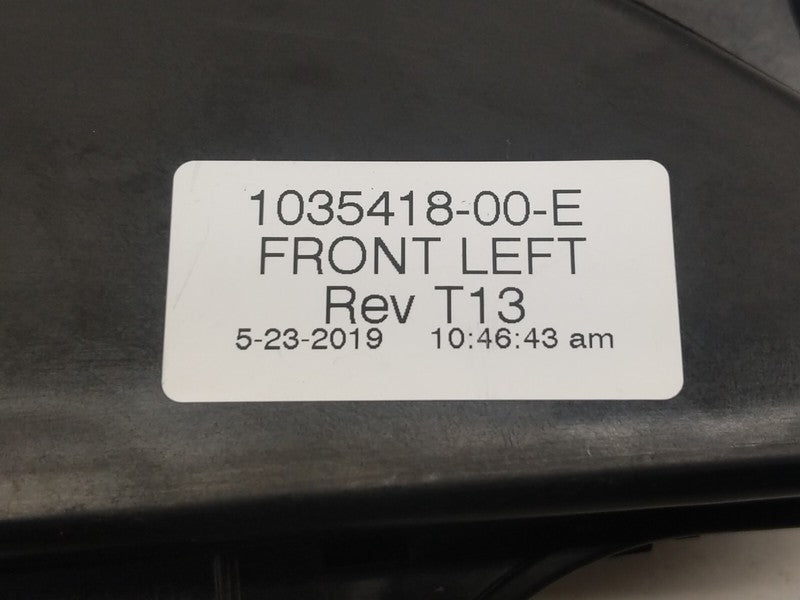 1035418-00-E
FRONT LEFT
Rev T13
5-23-2019 10:46:43 am